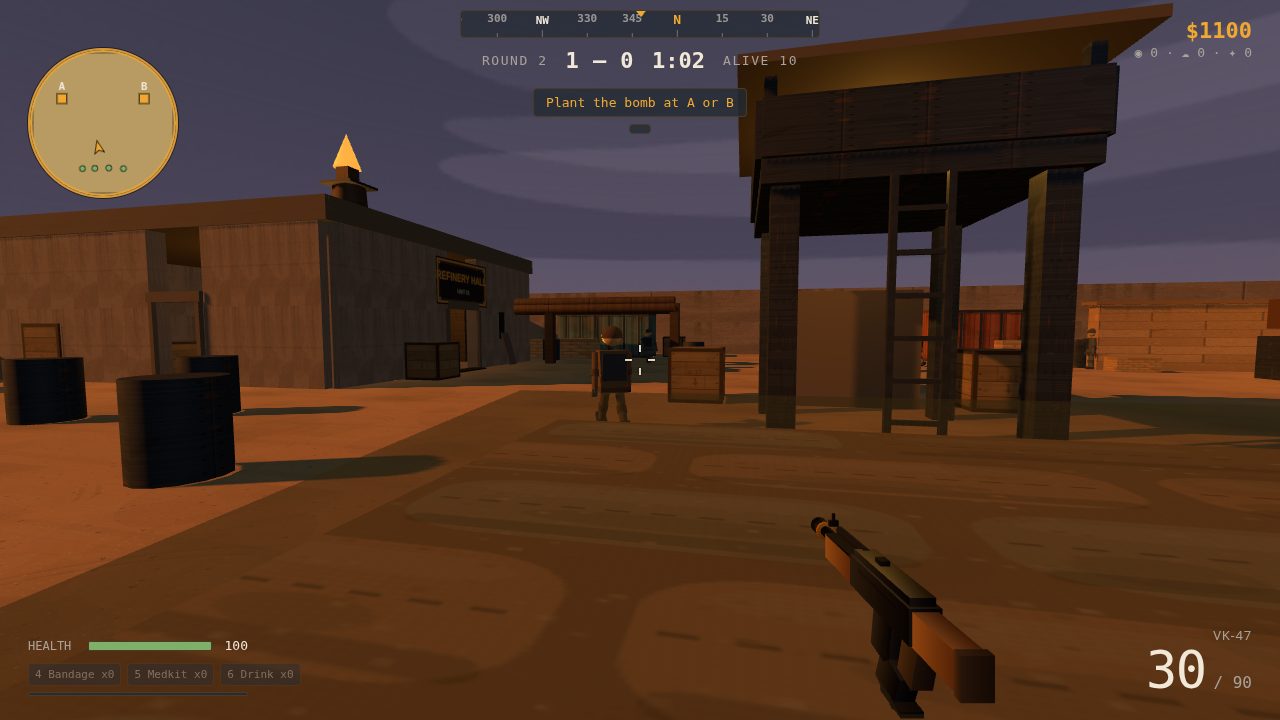 300 NW 330 345 N 15 30 NE
$1100
◉ 0 · ☁ 0 · ✦ 0
ROUND 2 1 — 0 1:02 ALIVE 10
A B
Plant the bomb at A or B
REFINERY HALL
HEALTH 100
4 Bandage x0 5 Medkit x0 6 Drink x0
VK-47
30 / 90